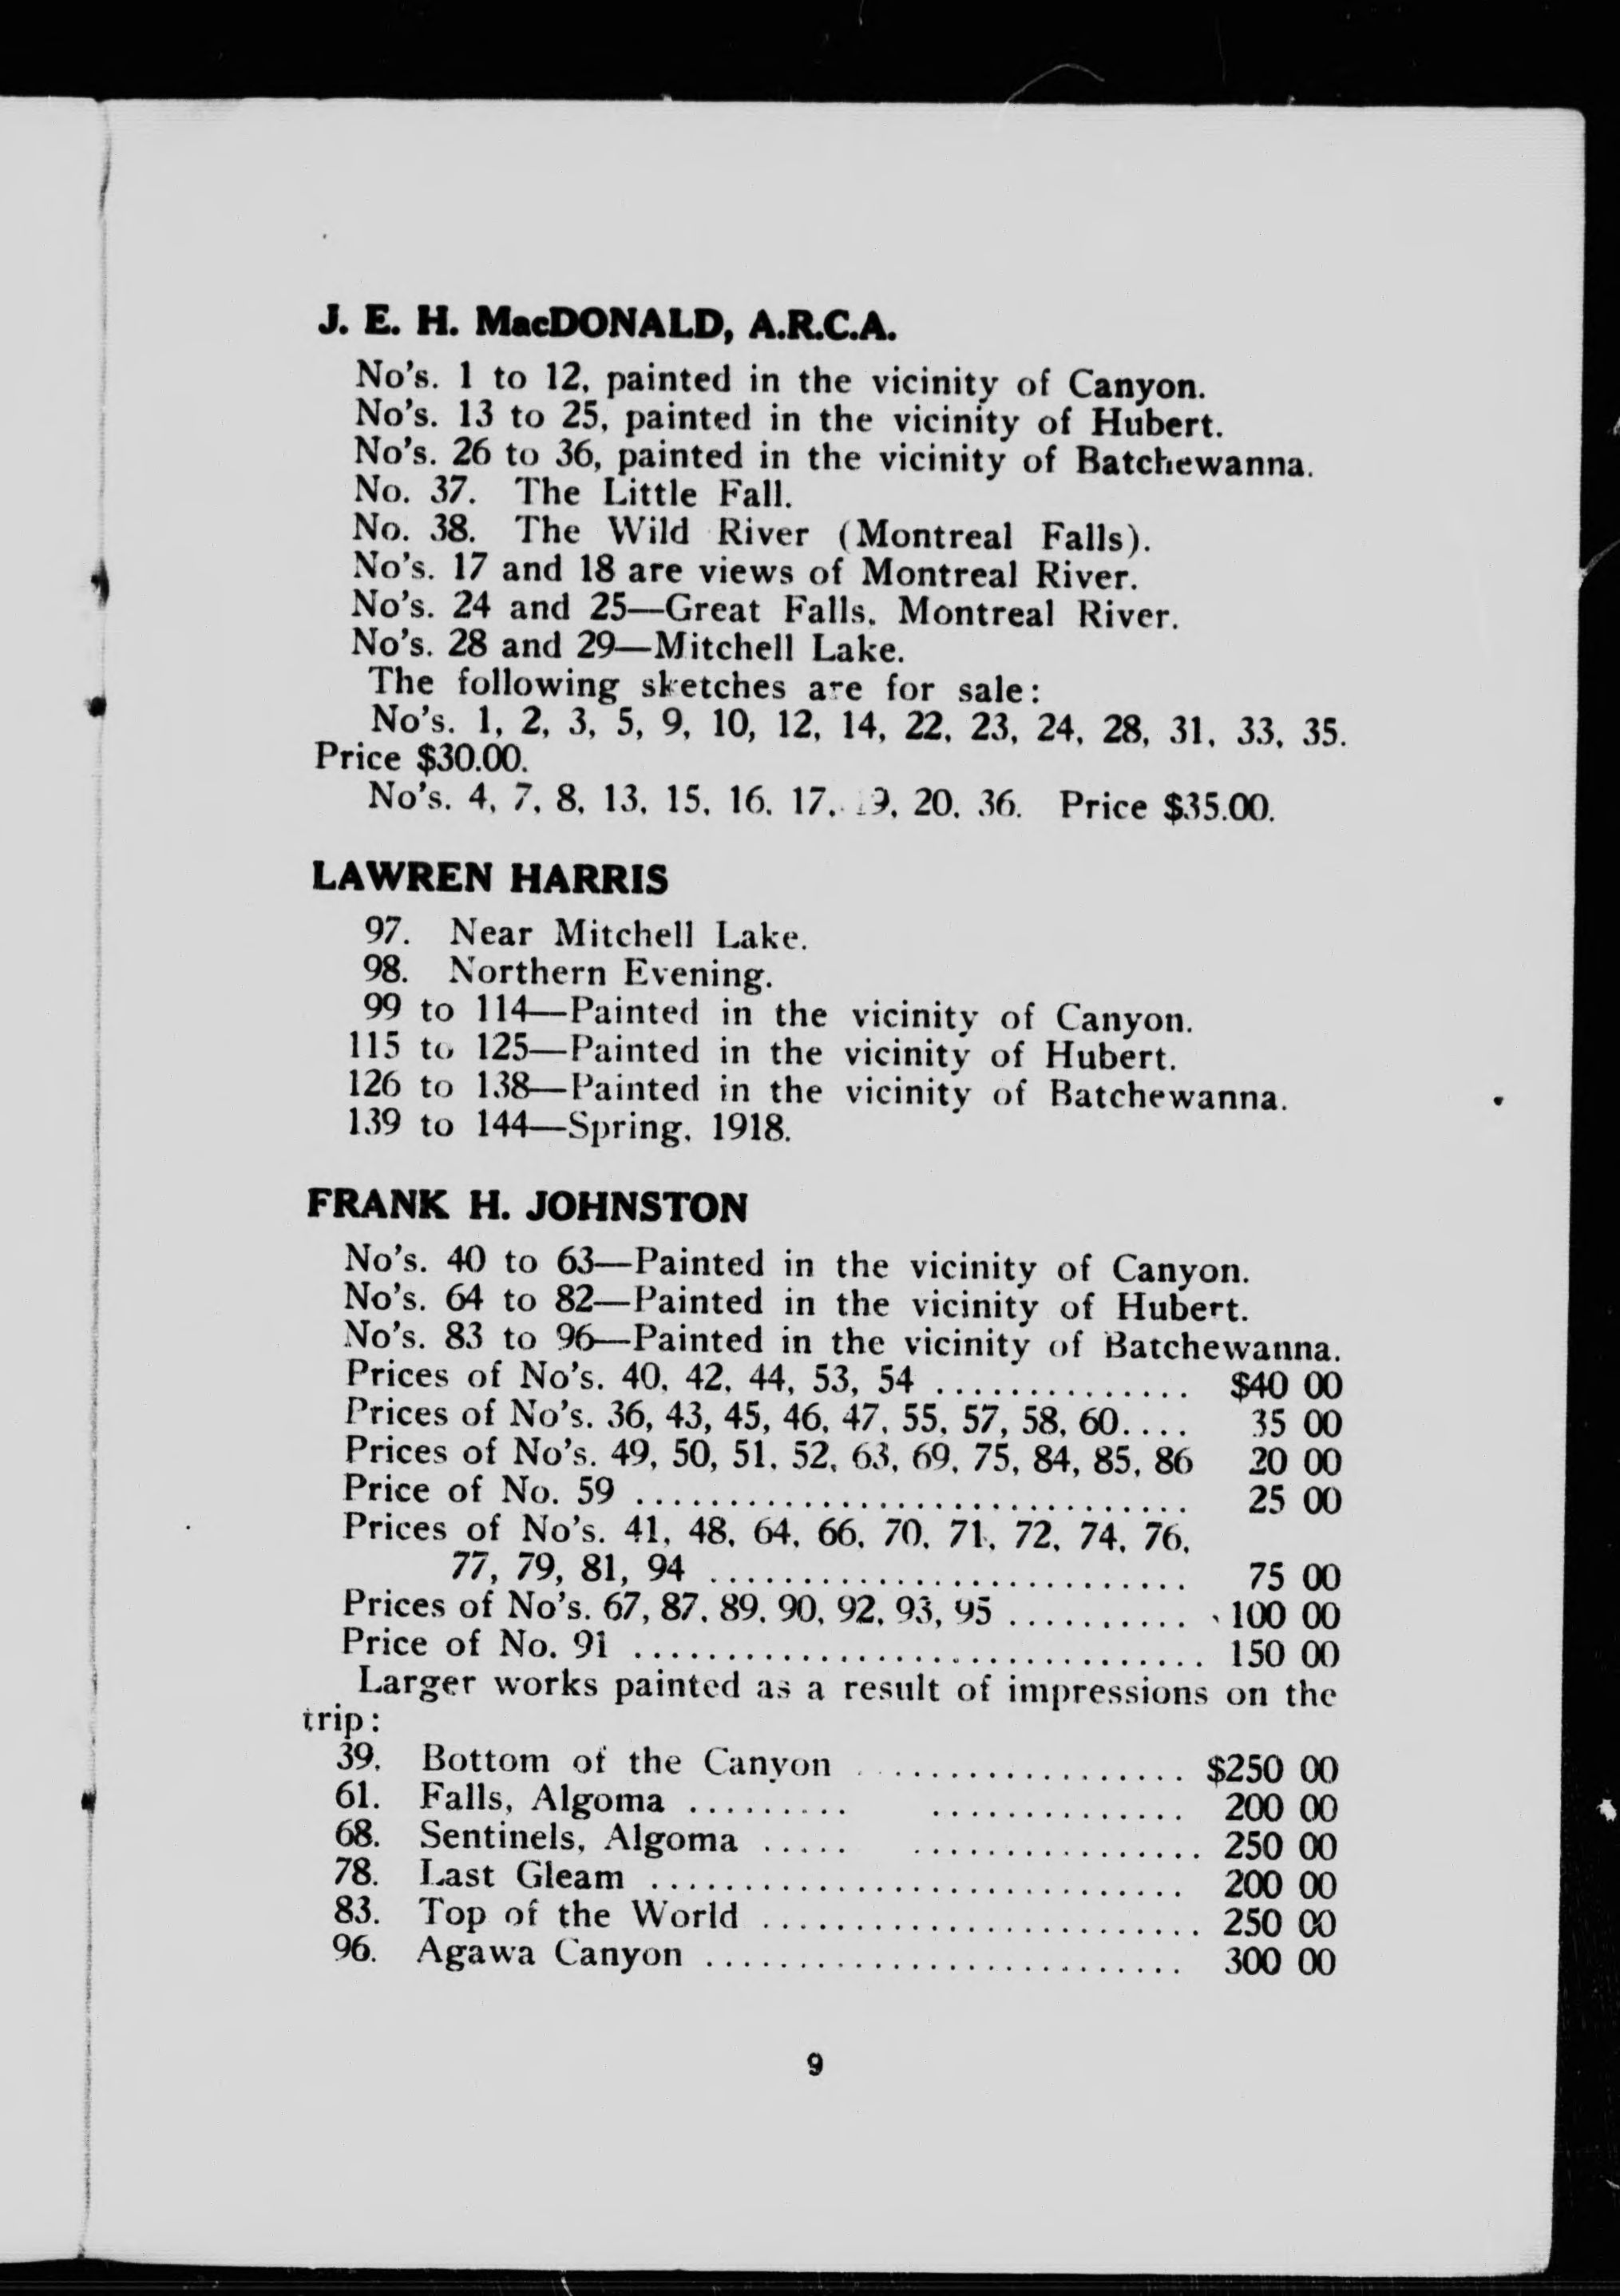 J. E. H. MacDONALD, A.R.C.A.
No's. 1 to 12, painted in the vicinity of Canyon.
No's. 13 to 25, painted in the vicinity of Hubert.
No's. 26 to 36, painted in the vicinity of Batchewanna.
No. 37. The Little Fall.
No. 38. The Wild River (Montreal Falls).
No's. 17 and 18 are views of Montreal River.
No's. 24 and 25—Great Falls, Montreal River.
No's. 28 and 29—Mitchell Lake.
The following sketches are for sale:
No's. 1, 2, 3, 5, 9, 10, 12, 14, 22, 23, 24, 28, 31, 33, 35.
Price $30.00.
No's. 4, 7, 8, 13, 15, 16, 17, 19, 20, 36. Price $35.00.
LAWREN HARRIS
97. Near Mitchell Lake.
98. Northern Evening.
99 to 114—Painted in the vicinity of Canyon.
115 to 125—Painted in the vicinity of Hubert.
126 to 138—Painted in the vicinity of Batchewanna.
139 to 144—Spring, 1918.
FRANK H. JOHNSTON
No's. 40 to 63—Painted in the vicinity of Canyon.
No's. 64 to 82—Painted in the vicinity of Hubert.
No's. 83 to 96—Painted in the vicinity of Batchewanna.
Prices of No's. 40, 42, 44, 53, 54 .............. $40 00
Prices of No's. 36, 43, 45, 46, 47, 55, 57, 58, 60.... 35 00
Prices of No's. 49, 50, 51, 52, 63, 69, 75, 84, 85, 86 20 00
Price of No. 59 ............................... 25 00
Prices of No's. 41, 48, 64, 66, 70, 71, 72, 74, 76,
77, 79, 81, 94 .......................... 75 00
Prices of No's. 67, 87, 89, 90, 92, 93, 95 .......... 100 00
Price of No. 91 ............................... 150 00
Larger works painted as a result of impressions on the
trip:
39. Bottom of the Canyon .................. $250 00
61. Falls, Algoma ......... .............. 200 00
68. Sentinels, Algoma ..... ................ 250 00
78. Last Gleam ............................. 200 00
83. Top of the World ........................ 250 00
96. Agawa Canyon .......................... 300 00
9